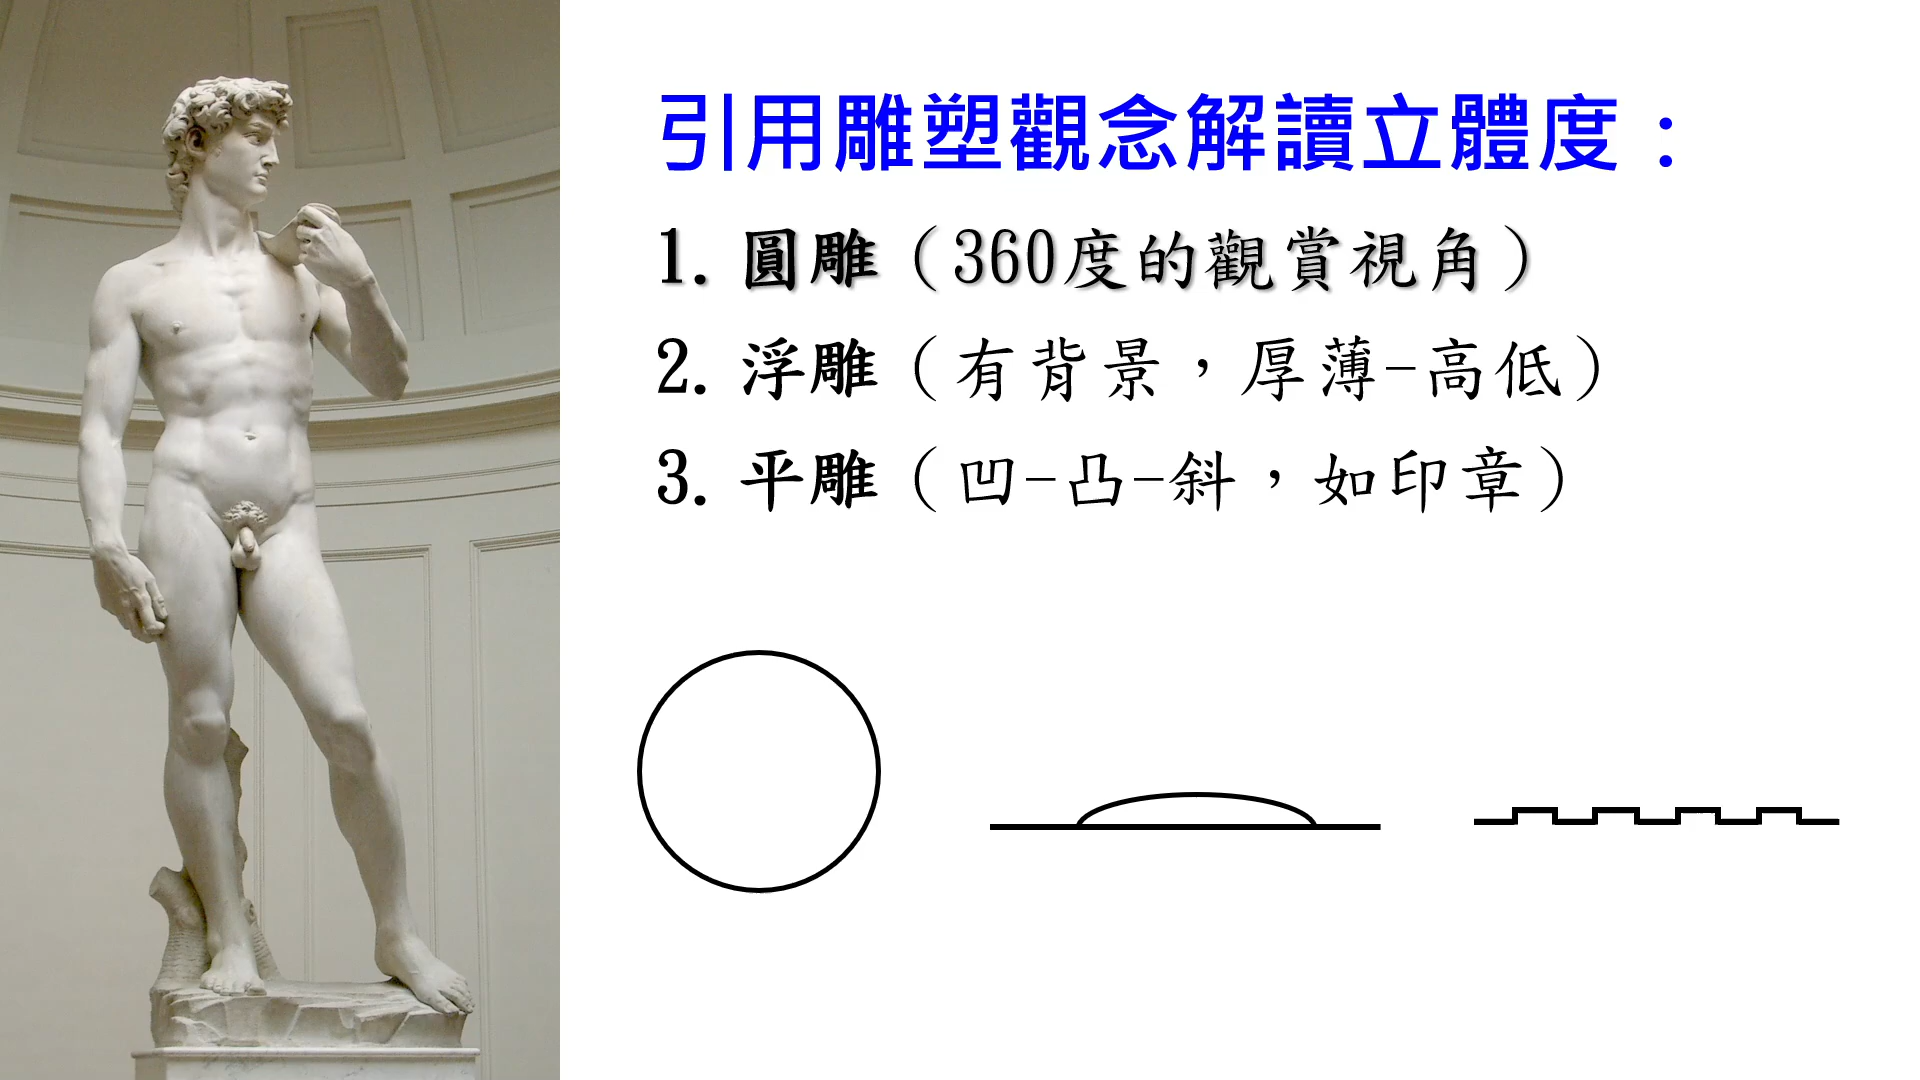 引用雕塑觀念解讀立體度：
1. 圓雕（360度的觀賞視角）
2. 浮雕（有背景，厚薄-高低）
3. 平雕（凹-凸-斜，如印章）